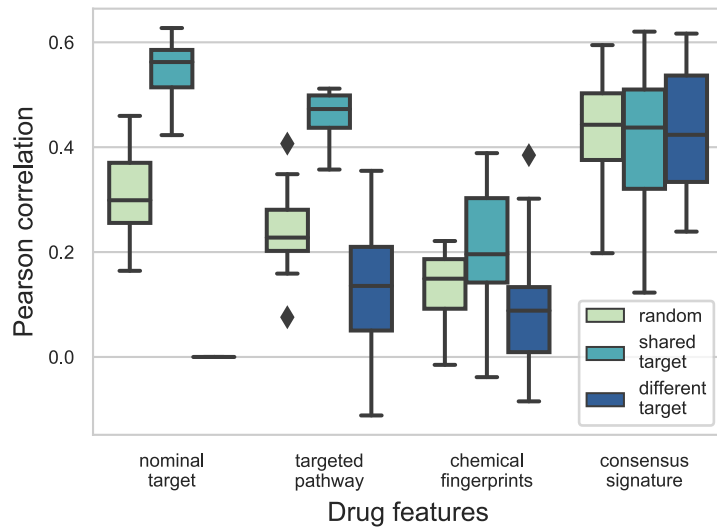 Pearson correlation
0.6
0.4
0.2
0.0
random
shared
target
different
target
nominal
target
targeted
pathway
chemical
fingerprints
consensus
signature
Drug features